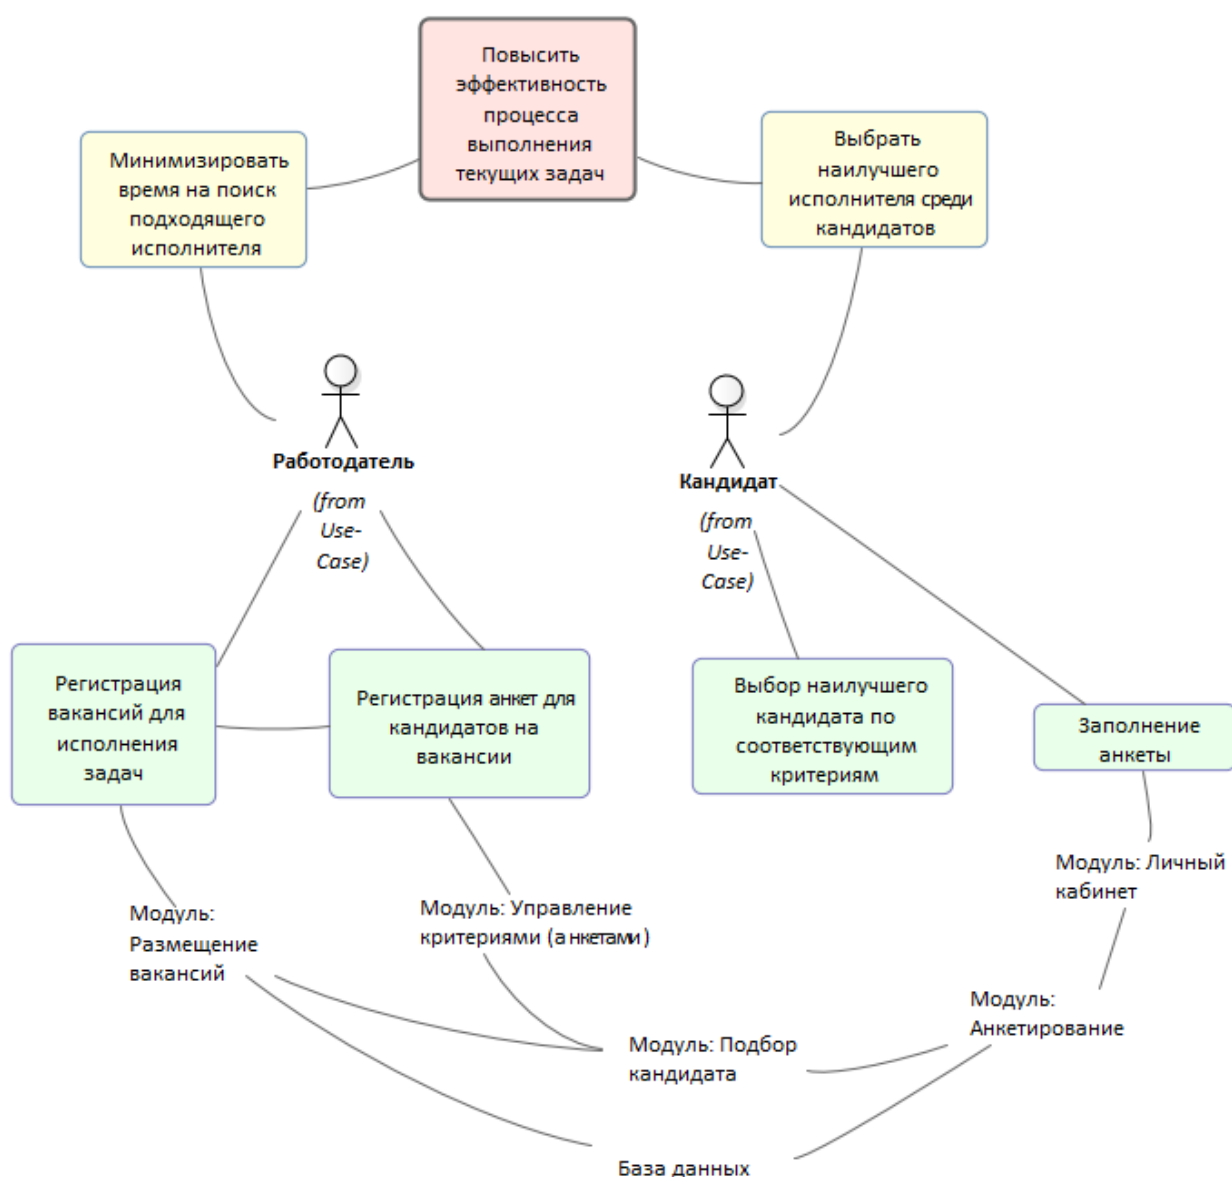 Повысить
эффективность
процесса
выполнения
текущих задач
Минимизировать
время на поиск
подходящего
исполнителя
Выбрать
наилучшего
исполнителя среди
кандидатов
Работодатель
(from
Use-
Case)
Кандидат
(from
Use-
Case)
Регистрация
вакансий для
исполнения
задач
Регистрация анкет для
кандидатов на
вакансии
Выбор наилучшего
кандидата по
соответствующим
критериям
Заполнение
анкеты
Модуль:
Размещение
вакансий
Модуль: Управление
критериями (анкетами)
Модуль: Личный
кабинет
Модуль:
Анкетирование
Модуль: Подбор
кандидата
База данных